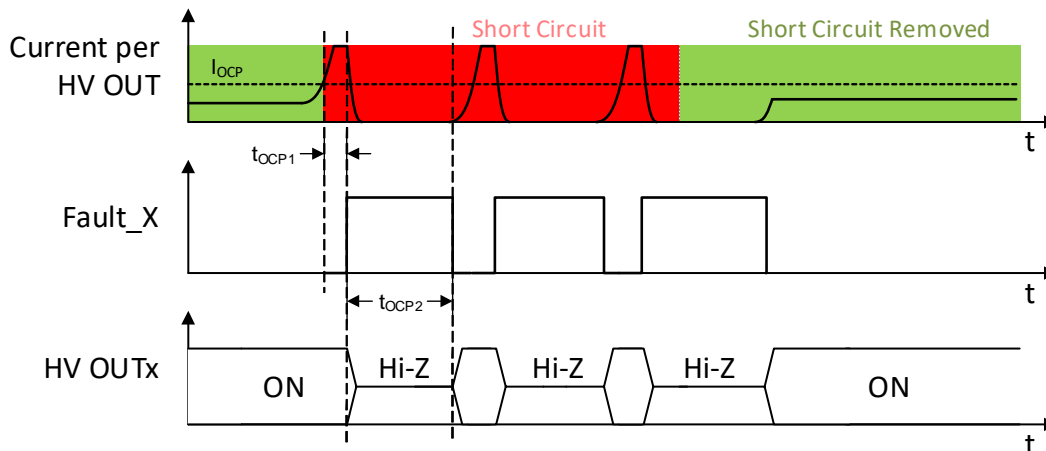 Short Circuit
Short Circuit Removed
Current per
HV OUT
IOCP
t
tOCP1
Fault_X
t
tOCP2
HV OUTx
ON
Hi-Z
Hi-Z
Hi-Z
ON
t